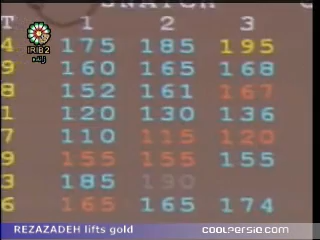 SNATCH
T 1 2 3
4 175 185 195
9 160 165 168
8 152 161 167
1 120 130 136
7 110 115 120
9 155 155 155
3 185 190
6 165 165 174
IRIB2
REZAZADEH lifts gold
COOLPERSIE.COM